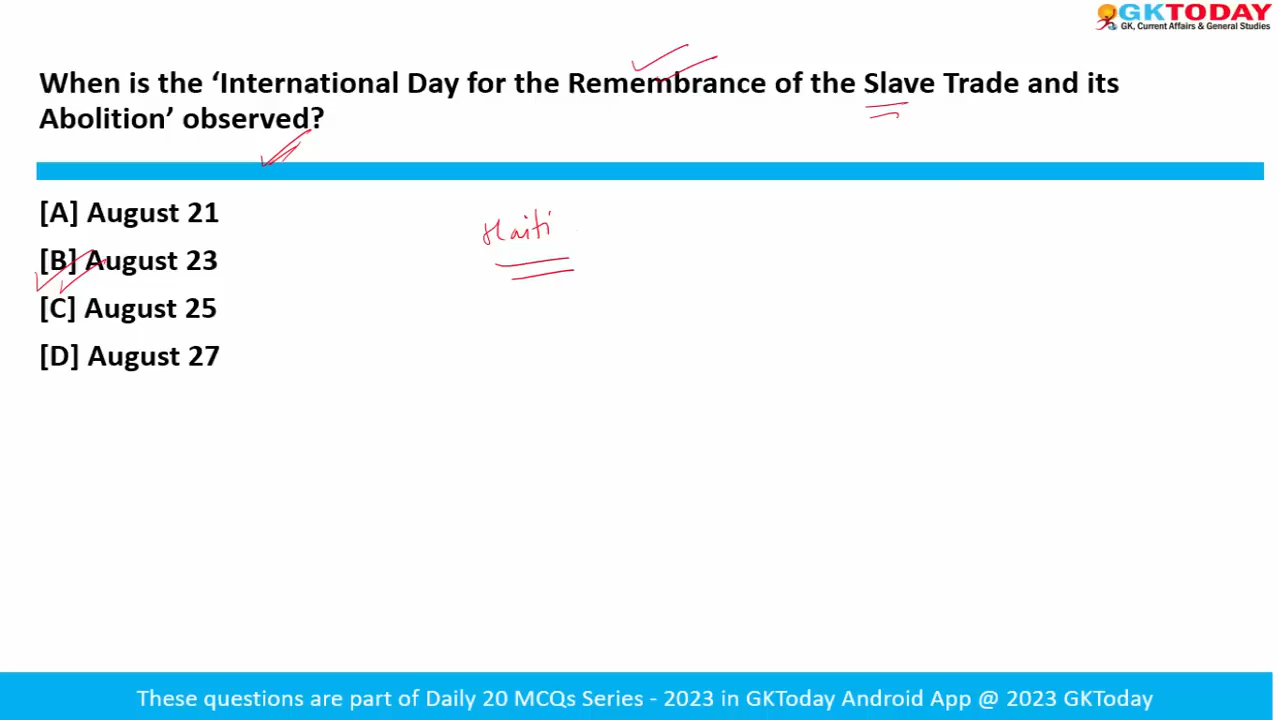 GKTODAY
GK, Current Affairs & General Studies
When is the ‘International Day for the Remembrance of the Slave Trade and its
Abolition’ observed?
[A] August 21
Haiti
[B] August 23
[C] August 25
[D] August 27
These questions are part of Daily 20 MCQs Series - 2023 in GKToday Android App @ 2023 GKToday